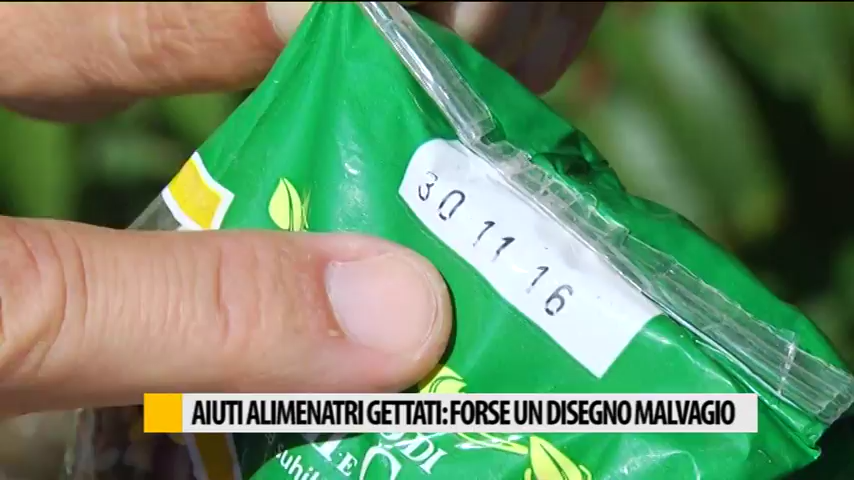 30 11 16
AIUTI ALIMENATRI GETTATI: FORSE UN DISEGNO MALVAGIO